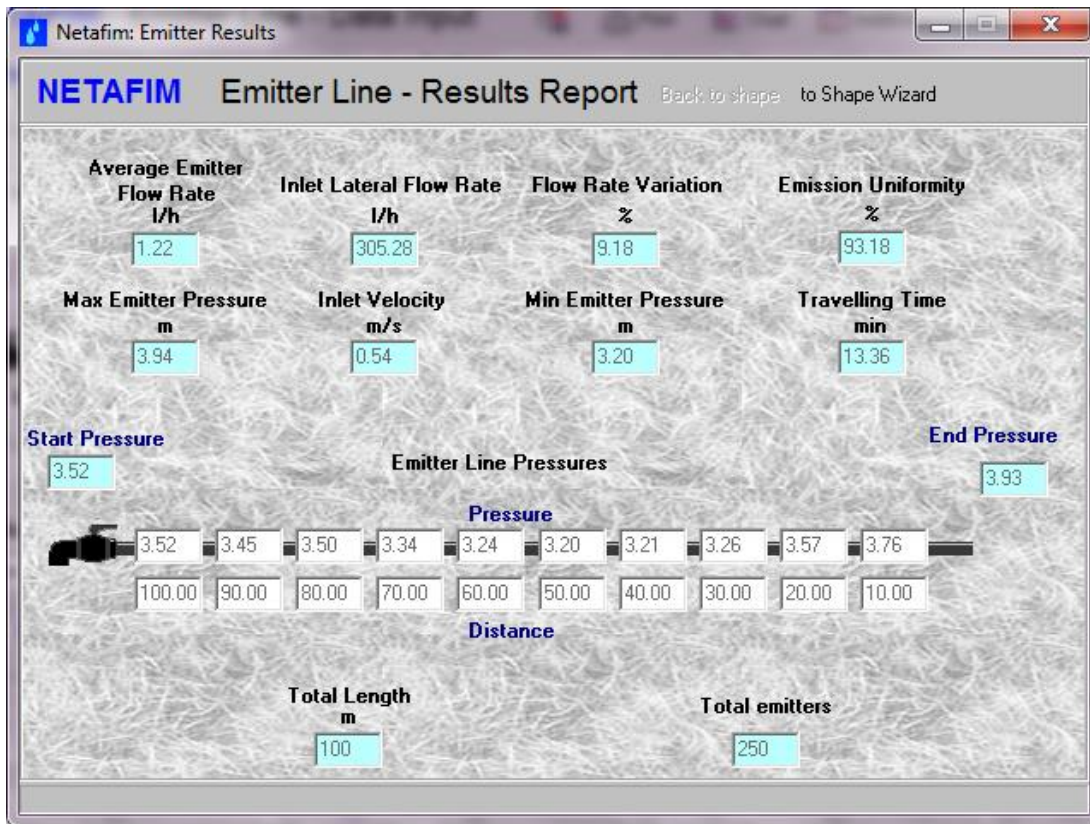 Netafim: Emitter Results
NETAFIM Emitter Line - Results Report Back to shape to Shape Wizard
Average Emitter
Flow Rate
l/h
1.22
Inlet Lateral Flow Rate
l/h
305.28
Flow Rate Variation
%
9.18
Emission Uniformity
%
93.18
Max Emitter Pressure
m
3.94
Inlet Velocity
m/s
0.54
Min Emitter Pressure
m
3.20
Travelling Time
min
13.36
Start Pressure
3.52
Emitter Line Pressures
End Pressure
3.93
Pressure
3.52 3.45 3.50 3.34 3.24 3.20 3.21 3.26 3.57 3.76
100.00 90.00 80.00 70.00 60.00 50.00 40.00 30.00 20.00 10.00
Distance
Total Length
m
100
Total emitters
250